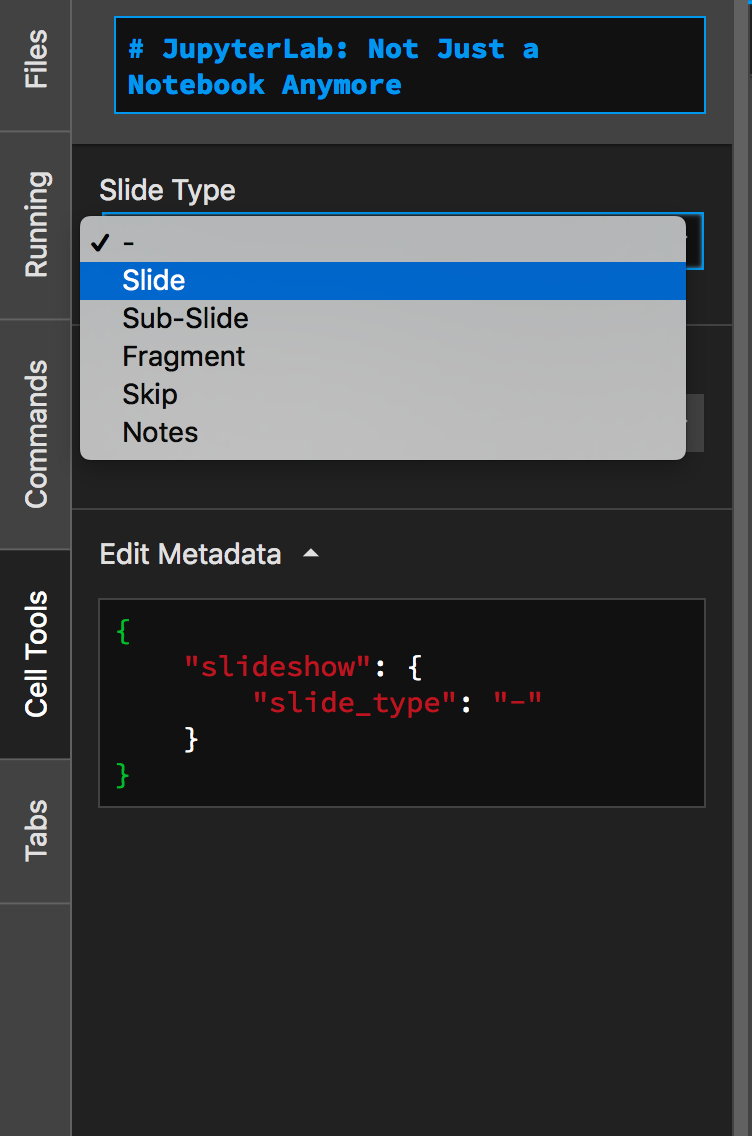 Files
Running
Commands
Cell Tools
Tabs
# JupyterLab: Not Just a
Notebook Anymore
Slide Type
✓ -
Slide
Sub-Slide
Fragment
Skip
Notes
Edit Metadata
{
    "slideshow": {
        "slide_type": "-"
    }
}